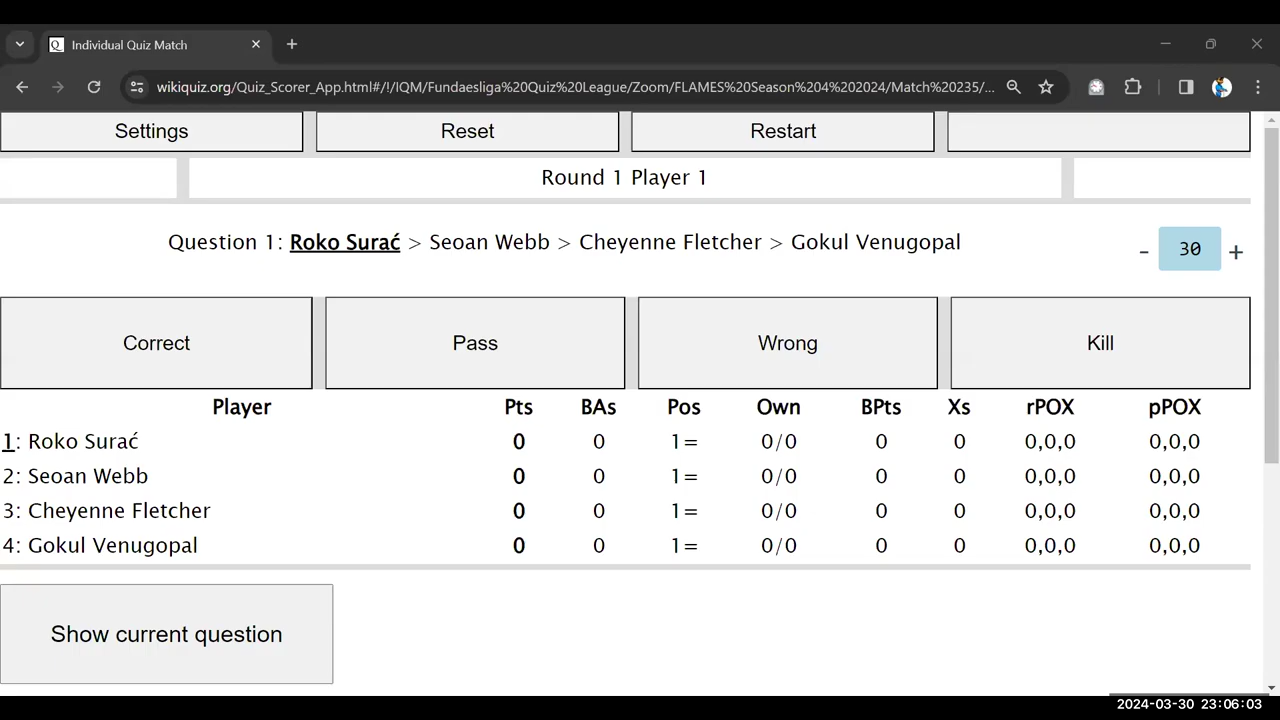 Individual Quiz Match
wikiquiz.org/Quiz_Scorer_App.html#/!/IQM/Fundaesliga%20Quiz%20League/Zoom/FLAMES%20Season%204%202024/Match%20235/...
Settings Reset Restart
Round 1 Player 1
Question 1: Roko Surać > Seoan Webb > Cheyenne Fletcher > Gokul Venugopal - 30 +
Correct Pass Wrong Kill
Player Pts BAs Pos Own BPts Xs rPOX pPOX
1: Roko Surać 0 0 1= 0/0 0 0 0,0,0 0,0,0
2: Seoan Webb 0 0 1= 0/0 0 0 0,0,0 0,0,0
3: Cheyenne Fletcher 0 0 1= 0/0 0 0 0,0,0 0,0,0
4: Gokul Venugopal 0 0 1= 0/0 0 0 0,0,0 0,0,0
Show current question
2024-03-30 23:06:03